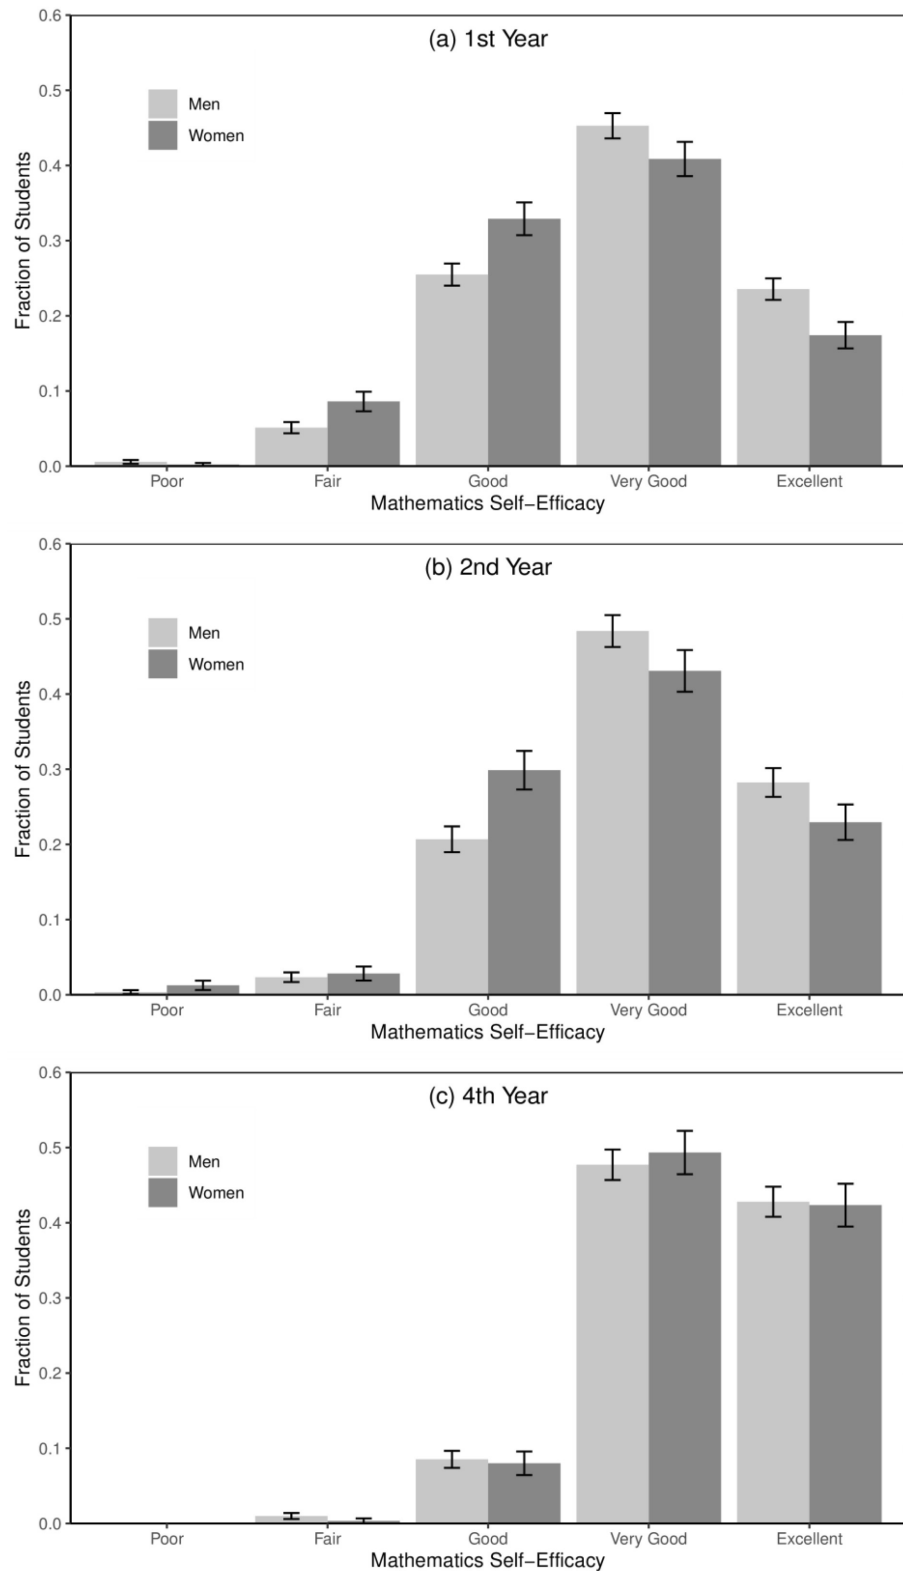 (a) 1st Year
0.6
0.5
0.4
0.3
0.2
0.1
0.0
Fraction of Students
Men
Women
Poor Fair Good Very Good Excellent
Mathematics Self−Efficacy
(b) 2nd Year
0.6
0.5
0.4
0.3
0.2
0.1
0.0
Fraction of Students
Men
Women
Poor Fair Good Very Good Excellent
Mathematics Self−Efficacy
(c) 4th Year
0.6
0.5
0.4
0.3
0.2
0.1
0.0
Fraction of Students
Men
Women
Poor Fair Good Very Good Excellent
Mathematics Self−Efficacy